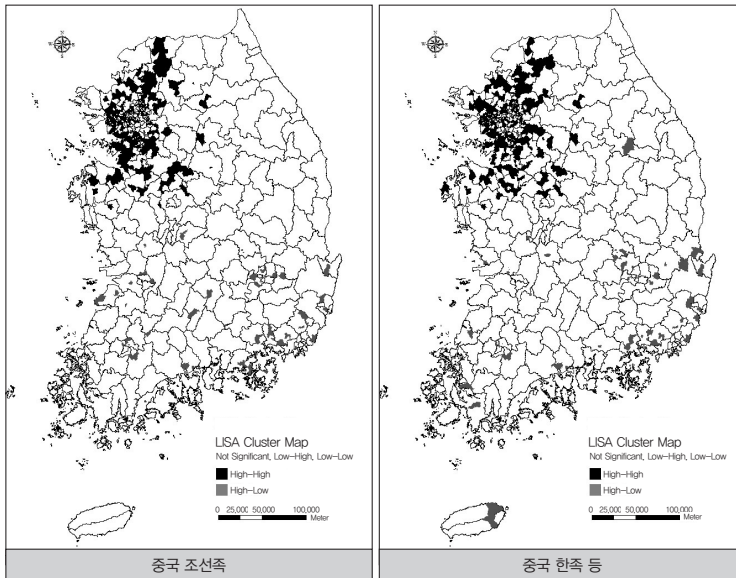 LISA Cluster Map
Not Significant, Low-High, Low-Low
High-High
High-Low
0 25,000 50,000 100,000
Meter
중국 조선족
LISA Cluster Map
Not Significant, Low-High, Low-Low
High-High
High-Low
0 25,000 50,000 100,000
Meter
중국 한족 등